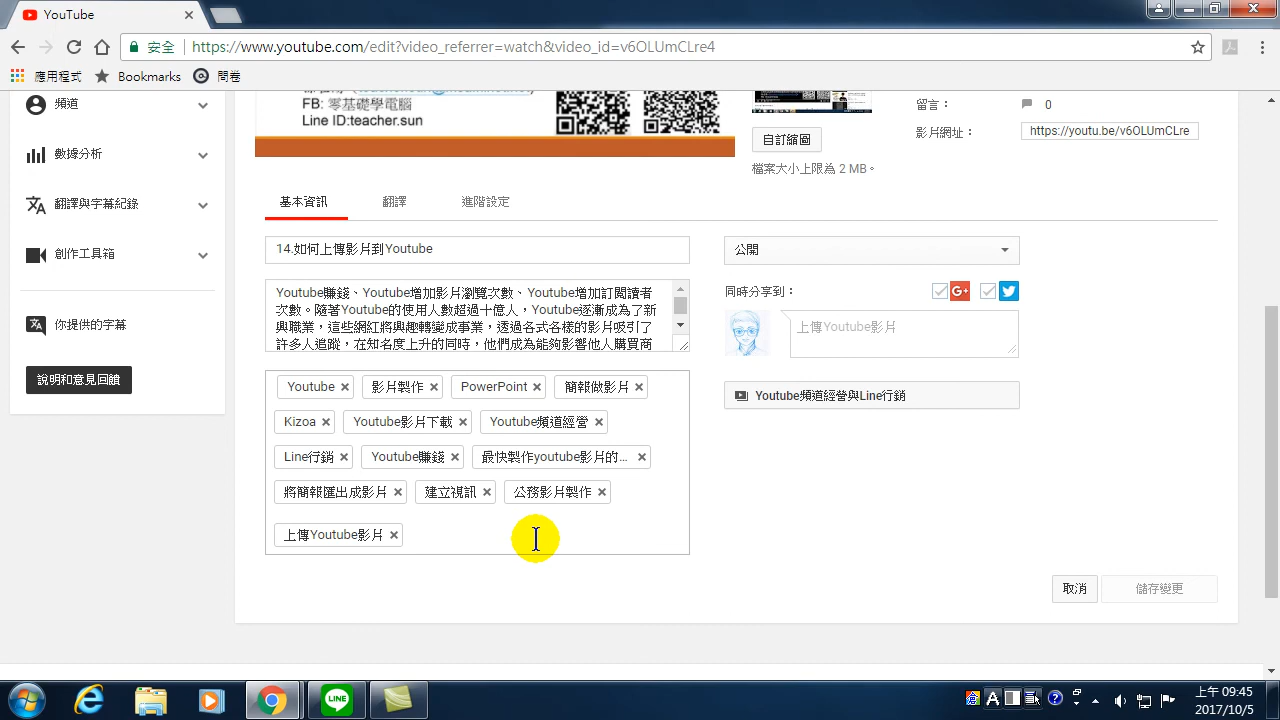 YouTube
安全 https://www.youtube.com/edit?video_referrer=watch&video_id=v6OLUmCLre4
應用程式 Bookmarks 問卷
FB: 零基礎學電腦
Line ID:teacher.sun
留言： 0
影片網址： https://youtu.be/v6OLUmCLre
自訂縮圖
檔案大小上限為 2 MB。
數據分析
翻譯與字幕紀錄
創作工具箱
你提供的字幕
說明和意見回饋
基本資訊 翻譯 進階設定
14.如何上傳影片到Youtube
Youtube賺錢、Youtube增加影片瀏覽次數、Youtube增加訂閱讀者
次數。隨著Youtube的使用人數超過十億人，Youtube逐漸成為了新
興職業，這些網紅將興趣轉變成事業，透過各式各樣的影片吸引了
許多人追蹤，在知名度上升的同時，他們成為能夠影響他人購買商
Youtube 影片製作 PowerPoint 簡報做影片
Kizoa Youtube影片下載 Youtube頻道經營
Line行銷 Youtube賺錢 最快製作youtube影片的...
將簡報匯出成影片 建立視訊 公務影片製作
上傳Youtube影片
公開
同時分享到：
上傳Youtube影片
Youtube頻道經營與Line行銷
取消 儲存變更
LINE
上午 09:45
2017/10/5